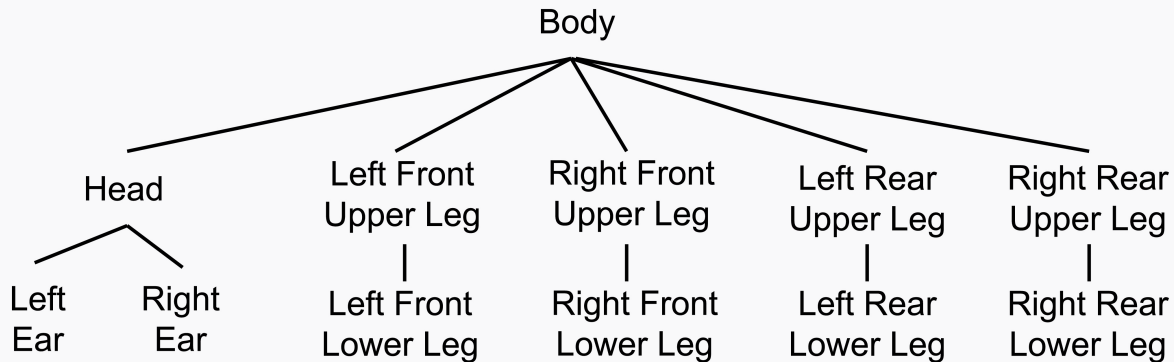 Body
Head
Left Front
Upper Leg
Right Front
Upper Leg
Left Rear
Upper Leg
Right Rear
Upper Leg
Left
Ear
Right
Ear
Left Front
Lower Leg
Right Front
Lower Leg
Left Rear
Lower Leg
Right Rear
Lower Leg